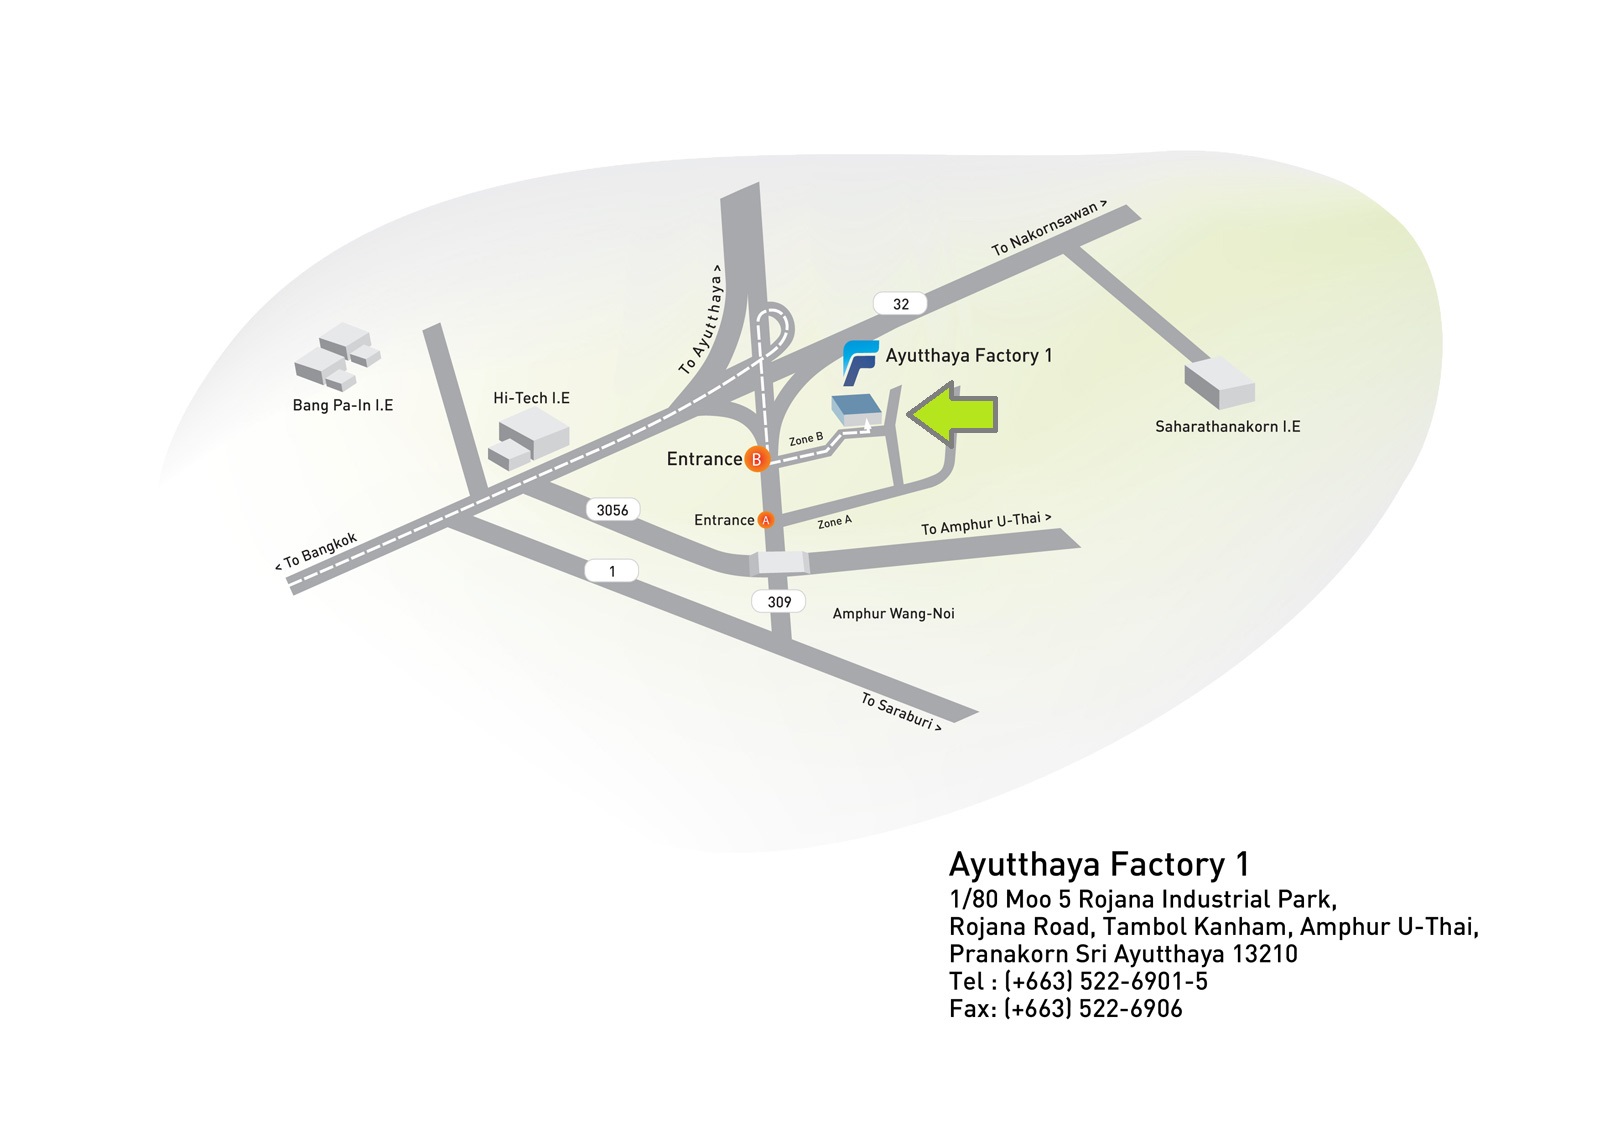 To Nakornsawan >
To Ayutthaya >
32
Ayutthaya Factory 1
Bang Pa-In I.E
Hi-Tech I.E
Saharathanakorn I.E
Zone B
Entrance B
3056
Entrance A
Zone A
To Amphur U-Thai >
< To Bangkok
1
309
Amphur Wang-Noi
To Saraburi >
Ayutthaya Factory 1
1/80 Moo 5 Rojana Industrial Park,
Rojana Road, Tambol Kanham, Amphur U-Thai,
Pranakorn Sri Ayutthaya 13210
Tel : (+663) 522-6901-5
Fax: (+663) 522-6906